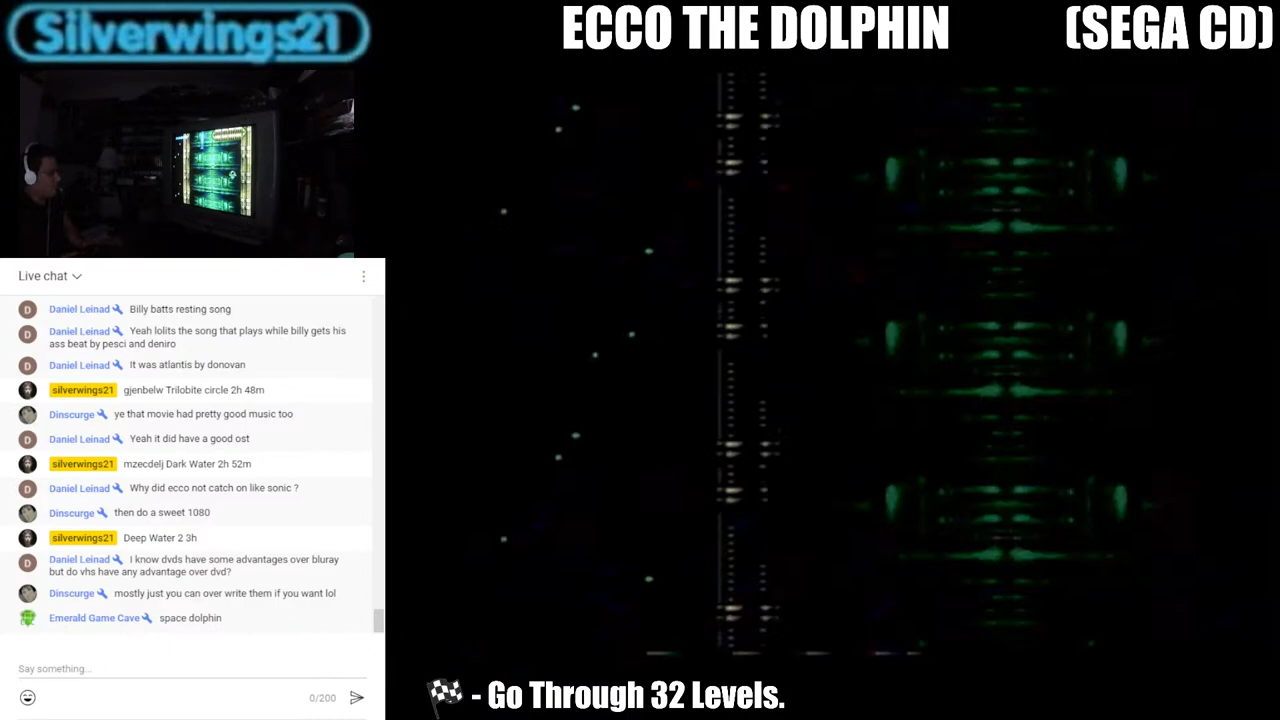 Silverwings21
ECCO THE DOLPHIN (SEGA CD)
Live chat
D Daniel Leinad Billy batts resting song
D Daniel Leinad Yeah lolits the song that plays while billy gets his
ass beat by pesci and deniro
D Daniel Leinad It was atlantis by donovan
silverwings21 gjenbelw Trilobite circle 2h 48m
Dinscurge ye that movie had pretty good music too
D Daniel Leinad Yeah it did have a good ost
silverwings21 mzecdelj Dark Water 2h 52m
D Daniel Leinad Why did ecco not catch on like sonic ?
Dinscurge then do a sweet 1080
silverwings21 Deep Water 2 3h
D Daniel Leinad I know dvds have some advantages over bluray
but do vhs have any advantage over dvd?
Dinscurge mostly just you can over write them if you want lol
Emerald Game Cave space dolphin
Say something...
0/200
- Go Through 32 Levels.